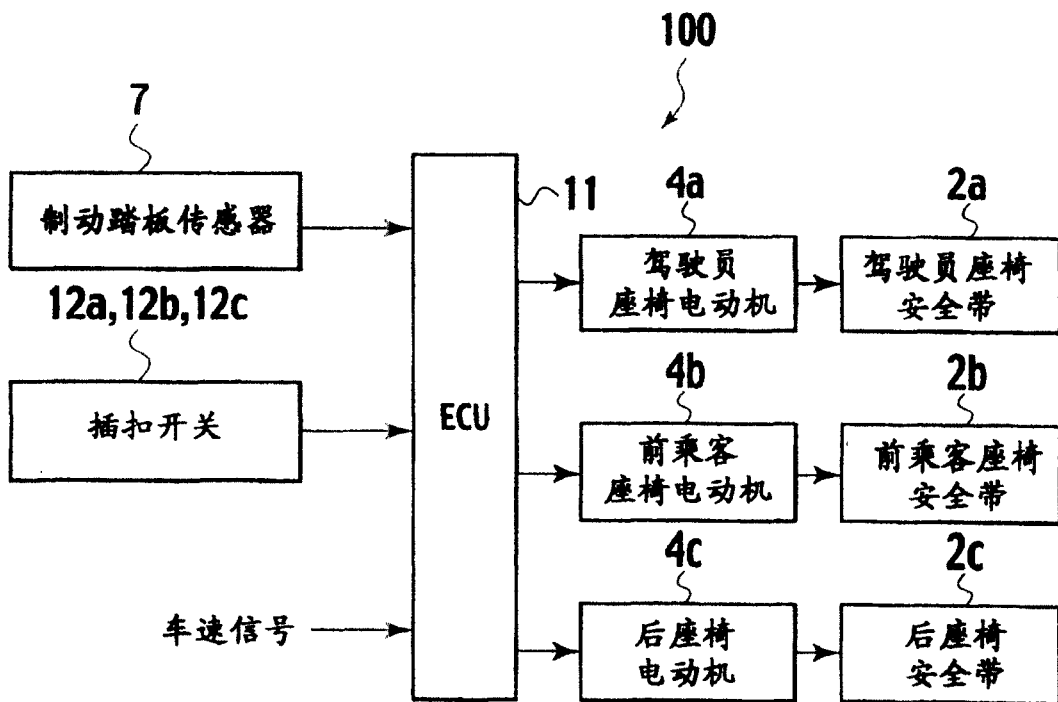 100
7
制动踏板传感器
12a,12b,12c
插扣开关
车速信号
ECU
11
4a
驾驶员
座椅电动机
2a
驾驶员座椅
安全带
4b
前乘客
座椅电动机
2b
前乘客座椅
安全带
4c
后座椅
电动机
2c
后座椅
安全带